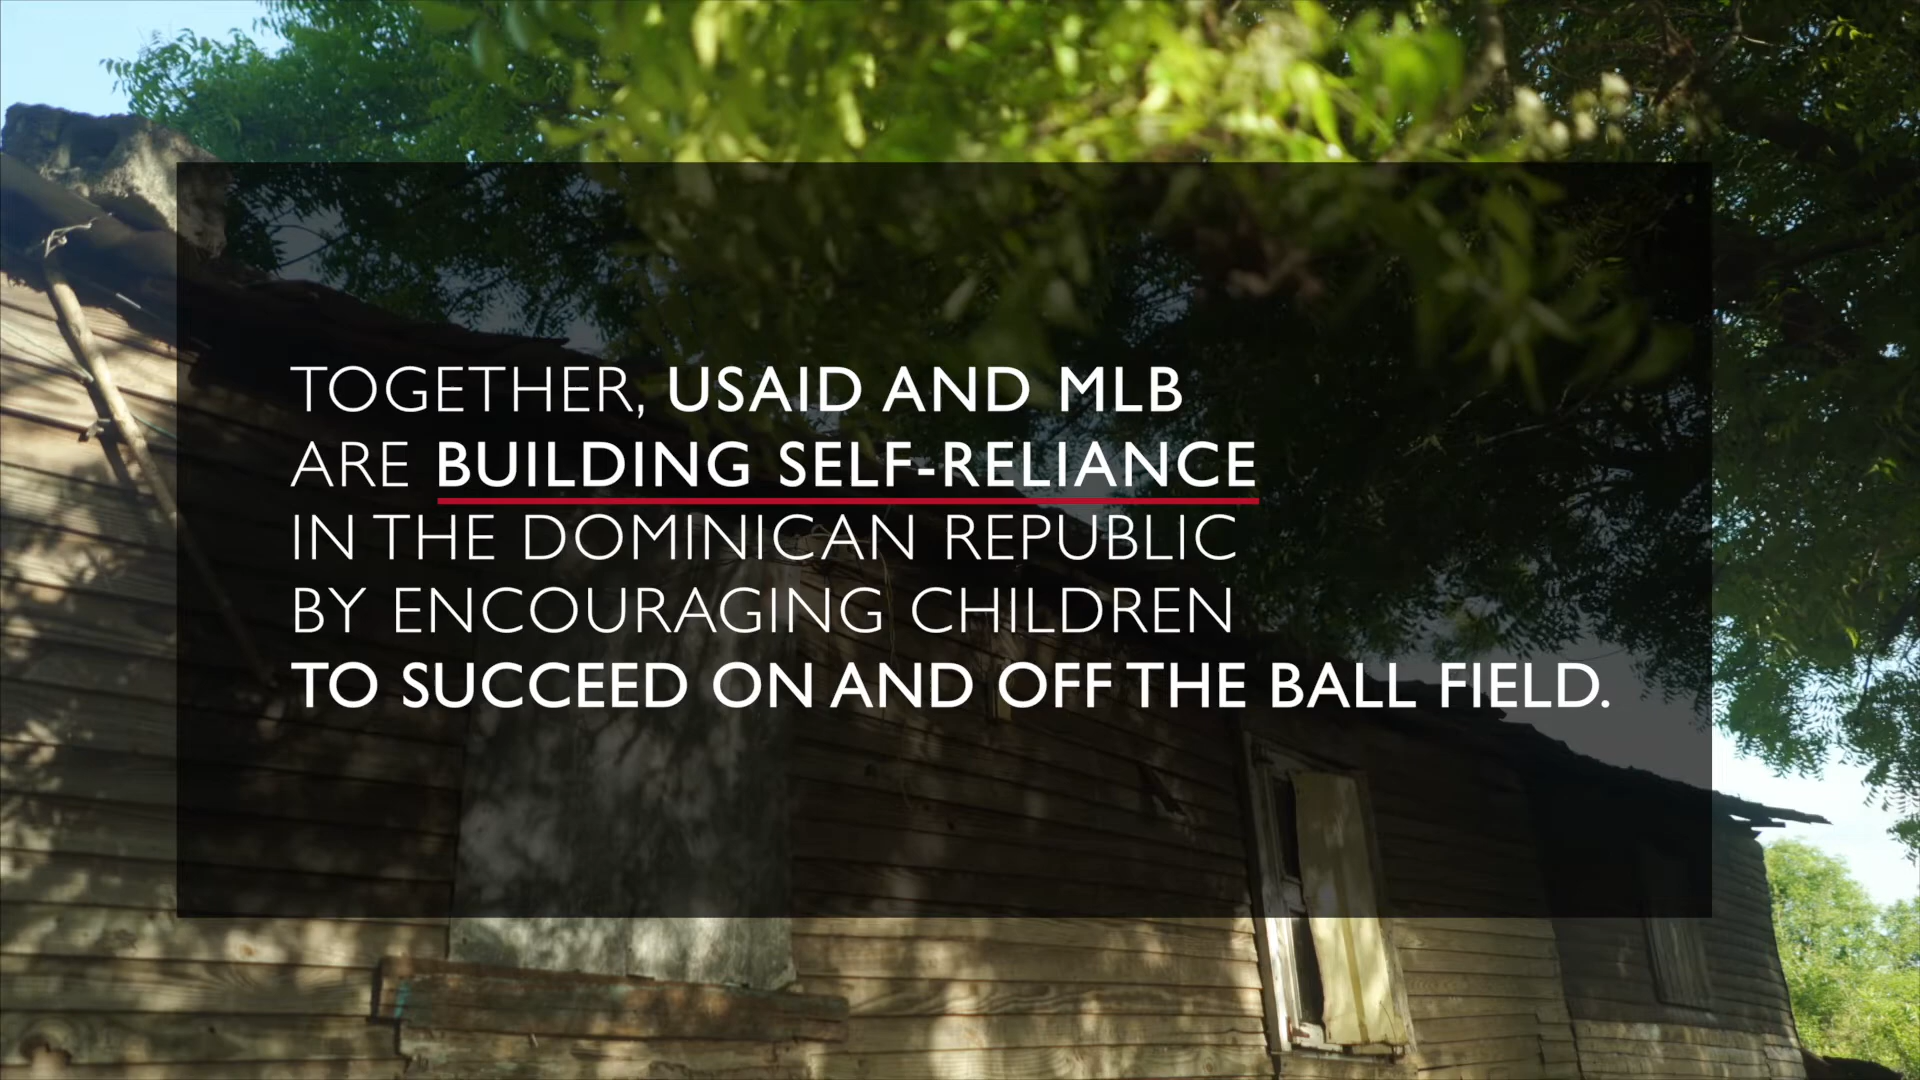 TOGETHER, USAID AND MLB
ARE BUILDING SELF-RELIANCE
IN THE DOMINICAN REPUBLIC
BY ENCOURAGING CHILDREN
TO SUCCEED ON AND OFF THE BALL FIELD.